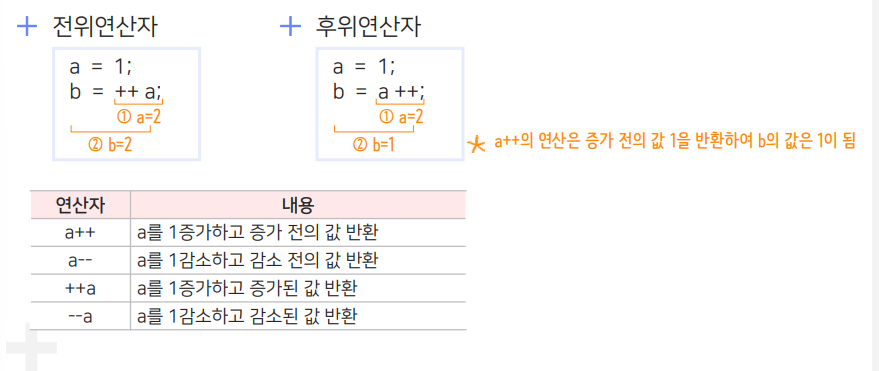 전위연산자
a = 1;
b = ++ a;
① a=2
② b=2
후위연산자
a = 1;
b = a ++;
① a=2
② b=1
* a++의 연산은 증가 전의 값 1을 반환하여 b의 값은 1이 됨
연산자 내용
a++ a를 1증가하고 증가 전의 값 반환
a-- a를 1감소하고 감소 전의 값 반환
++a a를 1증가하고 증가된 값 반환
--a a를 1감소하고 감소된 값 반환